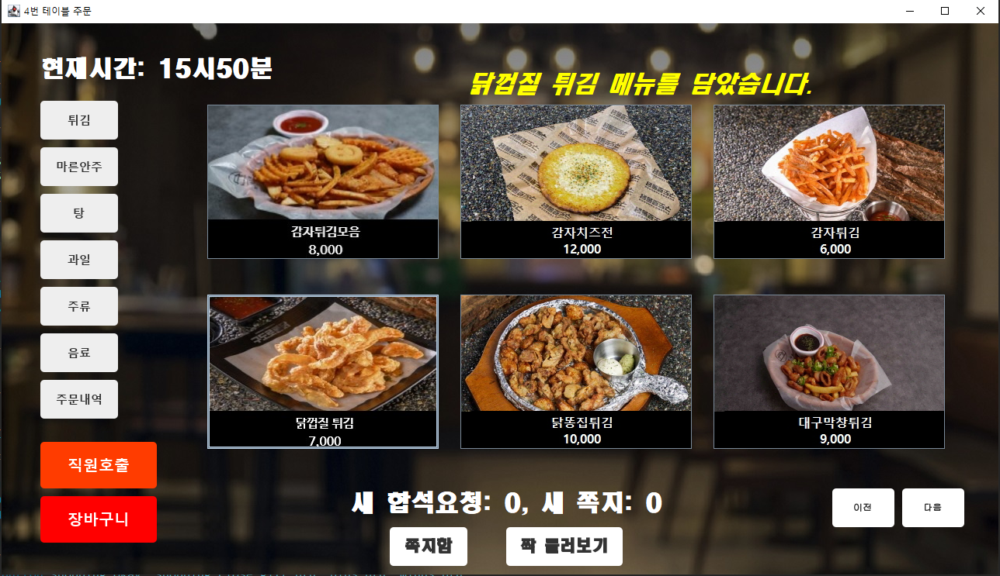 4번 테이블 주문
현재시간: 15시50분
닭껍질 튀김 메뉴를 담았습니다.
튀김
마른안주
탕
과일
주류
음료
주문내역
직원호출
장바구니
감자튀김모음
8,000
감자치즈전
12,000
감자튀김
6,000
닭껍질 튀김
7,000
닭똥집튀김
10,000
대구막창튀김
9,000
새 합석요청: 0, 새 쪽지: 0
쪽지함
짝 둘러보기
이전
다음